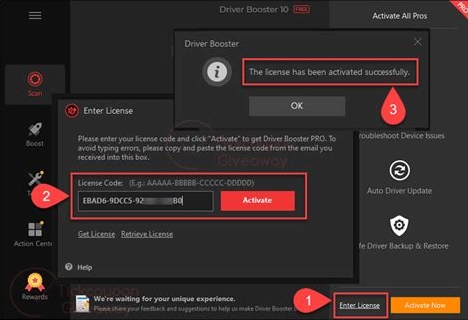 Driver Booster 10 FREE
Activate All Pros
PRO
Driver Booster
The license has been activated successfully.
OK
3
Scan
Boost
Action Center
Rewards
Enter License
Please enter your license code and click "Activate" to get Driver Booster PRO. To
avoid typing errors, please copy and paste the license code from the email you
received into this box.
Giveaway
2
License Code: (E.g: AAAAA-BBBBB-CCCCC-DDDDD)
EBAD6-9DCC5-92 B0
Activate
Get License Retrieve License
Help
roubleshoot Device Issues
Auto Driver Update
fe Driver Backup & Restore
We're waiting for your unique experience.
Please share your feedback and suggestions to help us make Driver Booster
1
Enter License
Activate Now